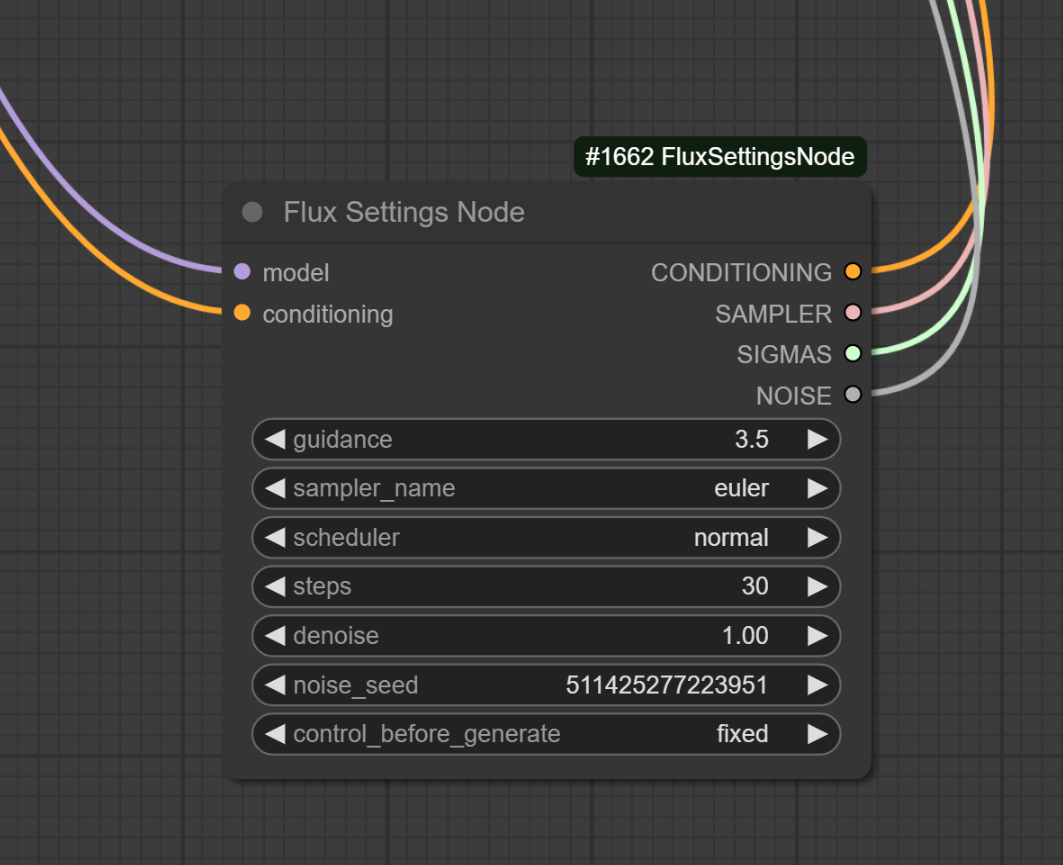 #1662 FluxSettingsNode
Flux Settings Node
model CONDITIONING
conditioning SAMPLER
SIGMAS
NOISE
guidance 3.5
sampler_name euler
scheduler normal
steps 30
denoise 1.00
noise_seed 511425277223951
control_before_generate fixed